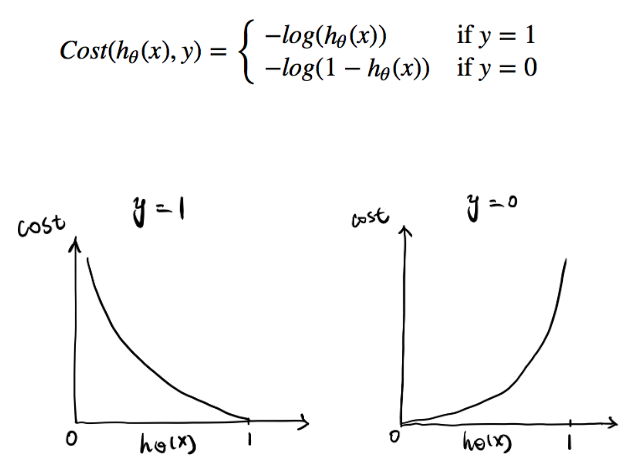 Cost(hθ(x), y) = { −log(hθ(x)) if y = 1
−log(1 − hθ(x)) if y = 0
y = 1
cost
0 hθ(x) 1
y = 0
cost
0 hθ(x) 1